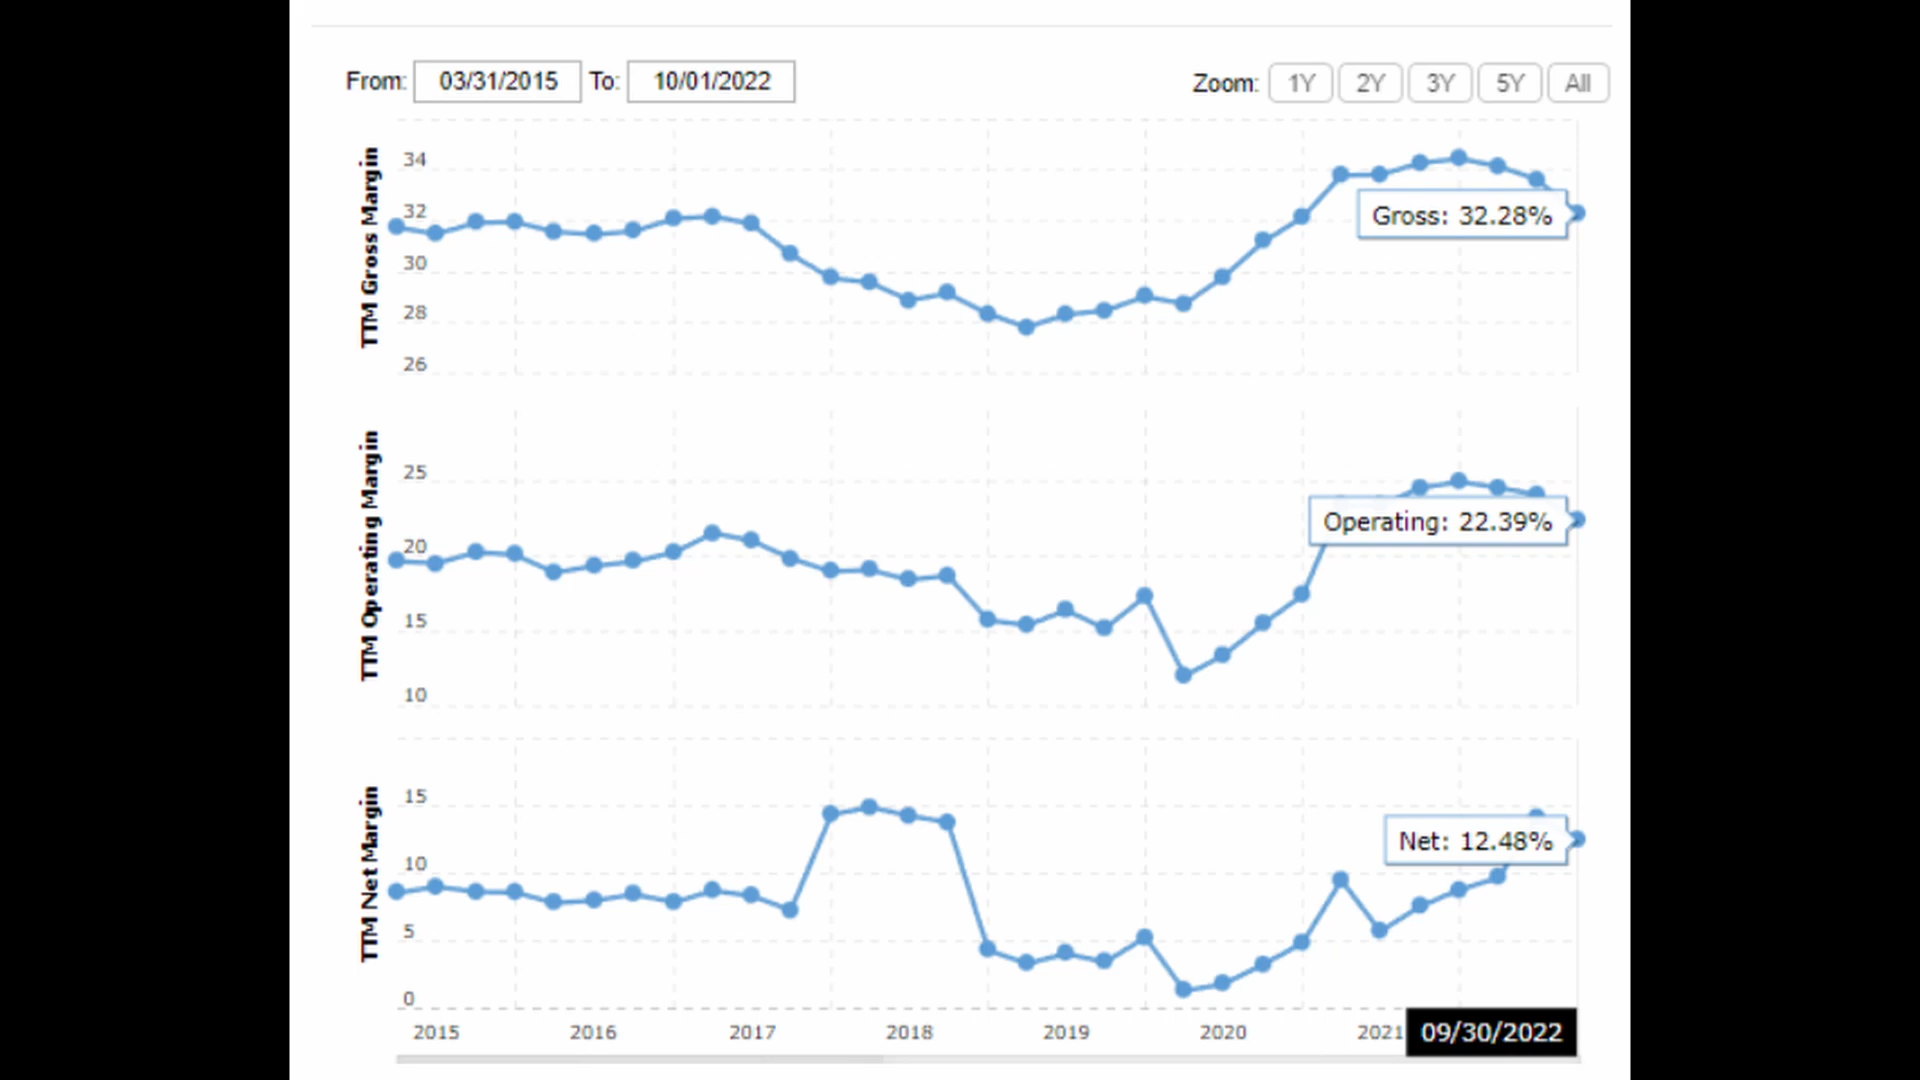 From: 03/31/2015 To: 10/01/2022
Zoom: 1Y 2Y 3Y 5Y All
TTM Gross Margin
34
32
30
28
26
Gross: 32.28%
TTM Operating Margin
25
20
15
10
Operating: 22.39%
TTM Net Margin
15
10
5
0
Net: 12.48%
2015 2016 2017 2018 2019 2020 2021 09/30/2022